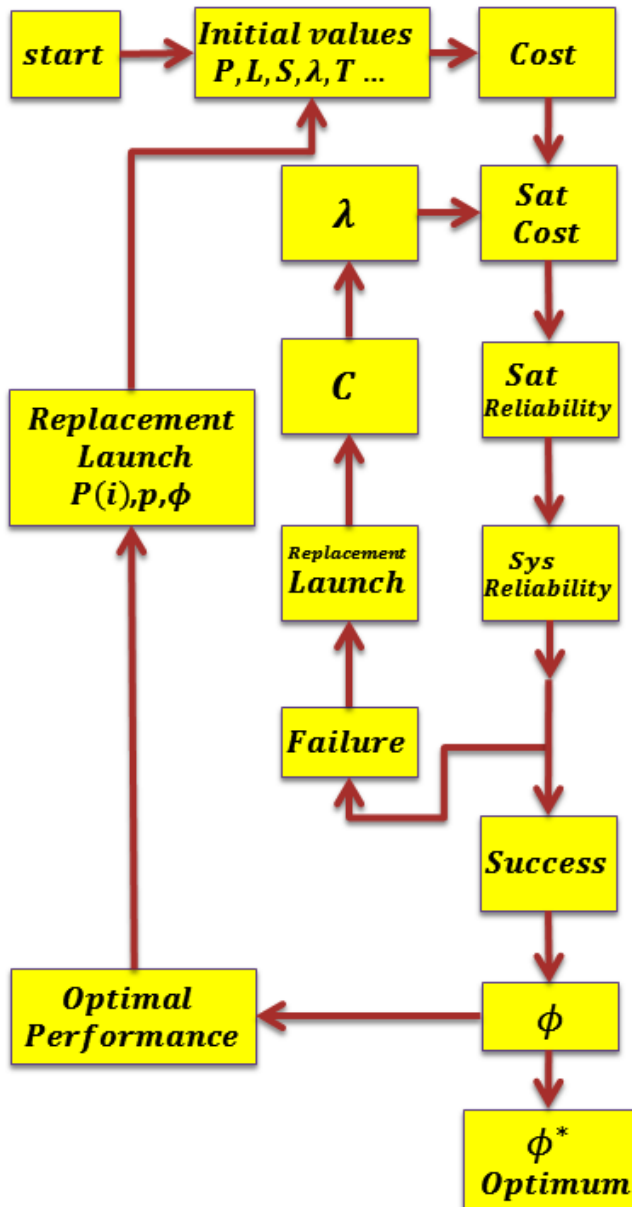 start
Initial values
P, L, S, λ, T ...
Cost
λ
Sat
Cost
C
Sat
Reliability
Replacement
Launch
P(i),p,ϕ
Replacement
Launch
Sys
Reliability
Failure
Success
Optimal
Performance
ϕ
ϕ*
Optimum